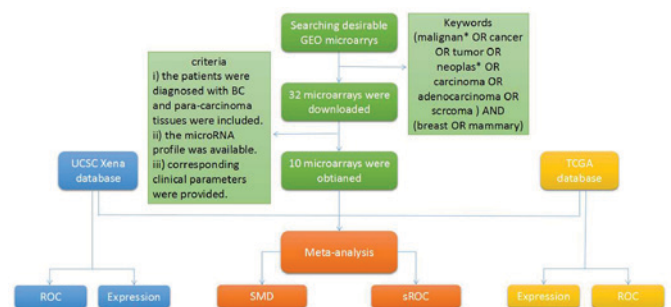 Searching desirable
GEO microarrys
Keywords
(malignan* OR cancer
OR tumor OR
neoplas* OR
carcinoma OR
adenocarcinoma OR
scrcoma ) AND
(breast OR mammary)
criteria
i) the patients were
diagnosed with BC
and para-carcinoma
tissues were included.
ii) the microRNA
profile was available.
iii) corresponding
clinical parameters
were provided.
32 microarrays were
downloaded
10 microarrays were
obtianed
UCSC Xena
database
TCGA
database
Meta-analysis
ROC
Expression
SMD
sROC
Expression
ROC